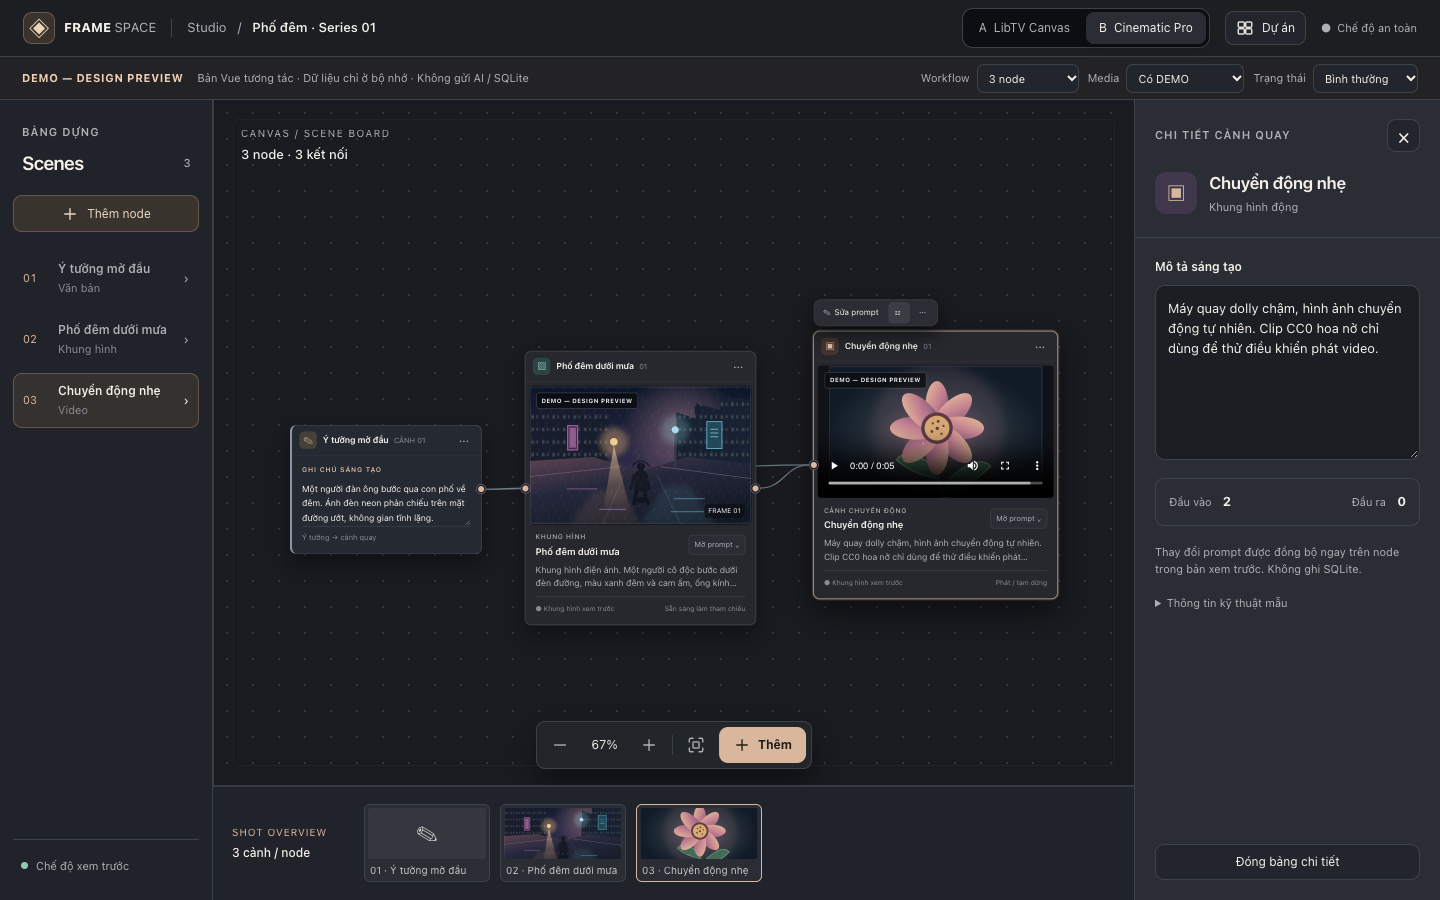 FRAME SPACE
Studio / Phố đêm · Series 01
A LibTV Canvas
B Cinematic Pro
Dự án
Chế độ an toàn
DEMO — DESIGN PREVIEW
Bản Vue tương tác · Dữ liệu chỉ ở bộ nhớ · Không gửi AI / SQLite
Workflow
3 node
Media
Có DEMO
Trạng thái
Bình thường
BẢNG DỰNG
Scenes
3
Thêm node
01
Ý tưởng mở đầu
Văn bản
02
Phố đêm dưới mưa
Khung hình
03
Chuyển động nhẹ
Video
Chế độ xem trước
CANVAS / SCENE BOARD
3 node · 3 kết nối
Ý tưởng mở đầu CẢNH 01
GHI CHÚ SÁNG TẠO
Một người đàn ông bước qua con phố về
đêm. Ánh đèn neon phản chiếu trên mặt
đường ướt, không gian tĩnh lặng.
Ý tưởng → cảnh quay
Phố đêm dưới mưa 01
DEMO — DESIGN PREVIEW
FRAME 01
KHUNG HÌNH
Phố đêm dưới mưa
Mở prompt
Khung hình điện ảnh. Một người cô độc bước dưới
đèn đường, màu xanh đêm và cam ấm, ống kính...
Khung hình xem trước
Sẵn sàng làm tham chiếu
Sửa prompt
Chuyển động nhẹ 01
DEMO — DESIGN PREVIEW
0:00 / 0:05
CẢNH CHUYỂN ĐỘNG
Chuyển động nhẹ
Mở prompt
Máy quay dolly chậm, hình ảnh chuyển động tự nhiên.
Clip CC0 hoa nở chỉ dùng để thử điều khiển phát...
Khung hình xem trước
Phát / tạm dừng
67%
Thêm
SHOT OVERVIEW
3 cảnh / node
01 · Ý tưởng mở đầu
02 · Phố đêm dưới mưa
03 · Chuyển động nhẹ
CHI TIẾT CẢNH QUAY
Chuyển động nhẹ
Khung hình động
Mô tả sáng tạo
Máy quay dolly chậm, hình ảnh chuyển
động tự nhiên. Clip CC0 hoa nở chỉ
dùng để thử điều khiển phát video.
Đầu vào 2
Đầu ra 0
Thay đổi prompt được đồng bộ ngay trên node
trong bản xem trước. Không ghi SQLite.
Thông tin kỹ thuật mẫu
Đóng bảng chi tiết